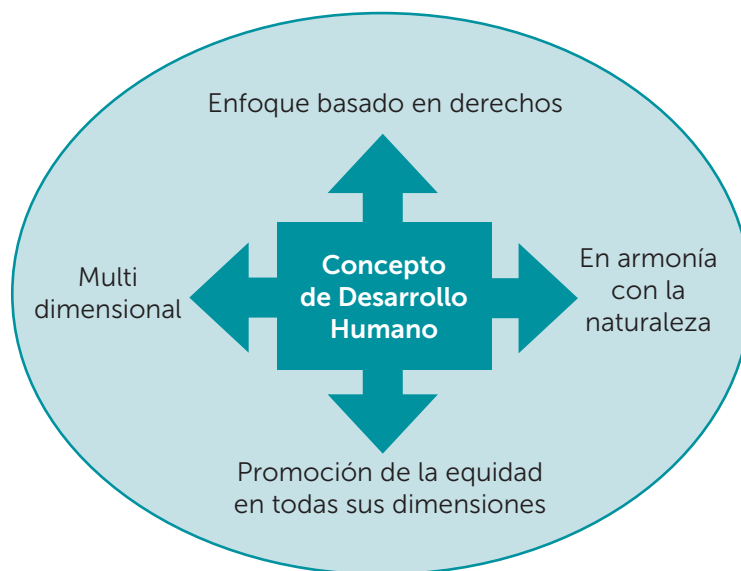 Enfoque basado en derechos
Multi
dimensional
Concepto
de Desarrollo
Humano
En armonía
con la
naturaleza
Promoción de la equidad
en todas sus dimensiones